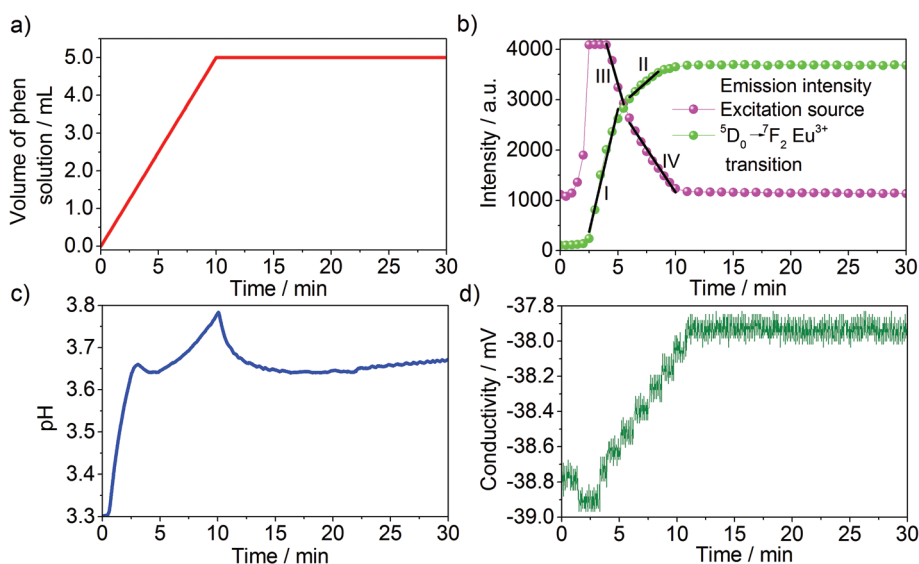 a)
Volume of phen
solution / mL
5.0
4.0
3.0
2.0
1.0
0.0
0 5 10 15 20 25 30
Time / min
b)
Intensity / a.u.
4000
3000
2000
1000
0
II
III
I
IV
Emission intensity
Excitation source
⁵D₀→⁷F₂ Eu³⁺
transition
0 5 10 15 20 25 30
Time / min
c)
pH
3.8
3.7
3.6
3.5
3.4
3.3
0 5 10 15 20 25 30
Time / min
d)
Conductivity / mV
-37.8
-38.0
-38.2
-38.4
-38.6
-38.8
-39.0
0 5 10 15 20 25 30
Time / min